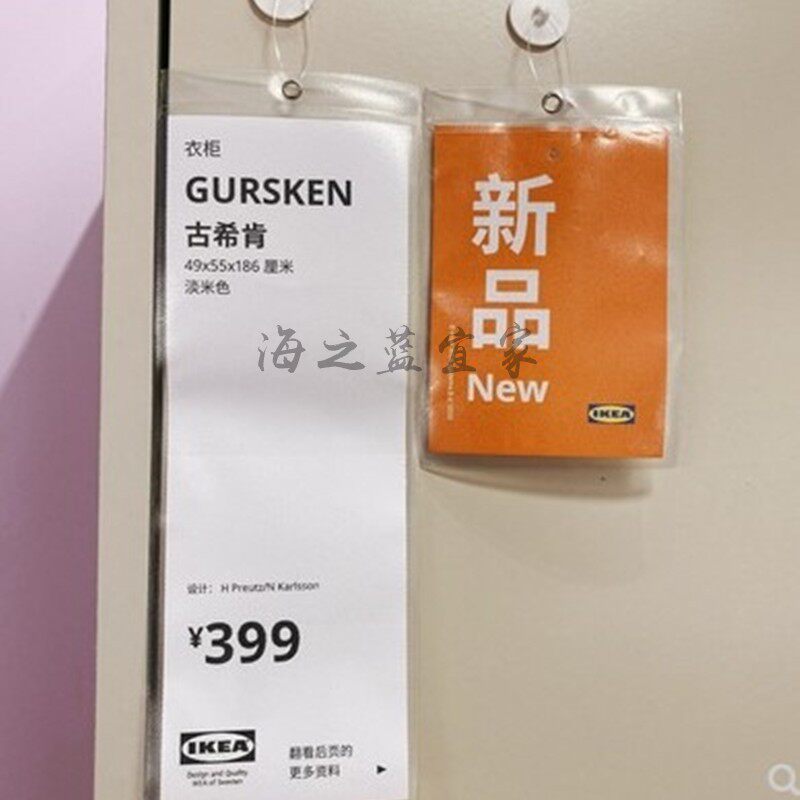 衣柜
GURSKEN
古希肯
49x55x186 厘米
淡米色
设计： H Preutz/N Karlsson
¥399
IKEA
Design and Quality
IKEA of Sweden
翻看后页的
更多资料 ▶
新
品
New
IKEA
海之蓝宜家